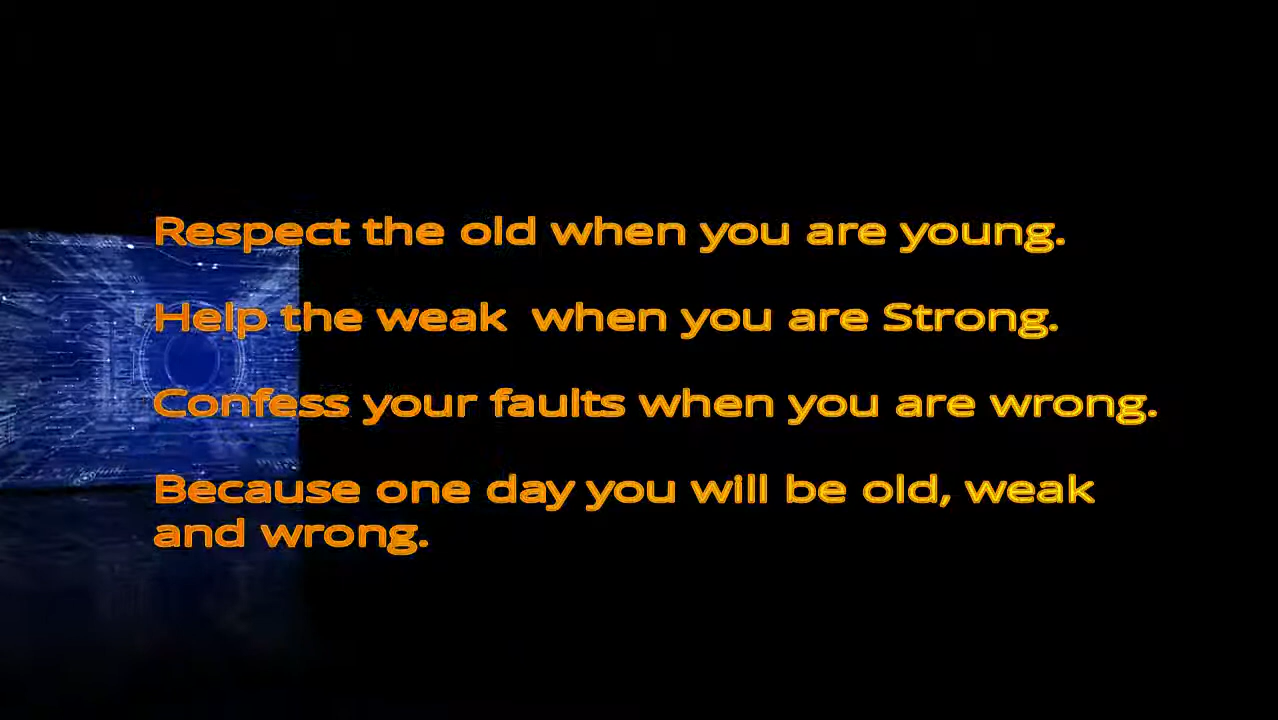 Respect the old when you are young.
Help the weak  when you are Strong.
Confess your faults when you are wrong.
Because one day you will be old, weak
and wrong.